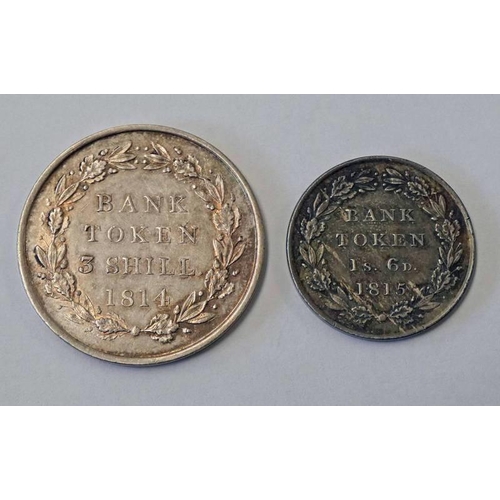 BANK
TOKEN
3 SHILL.
1814
BANK
TOKEN
1S. 6D.
1815